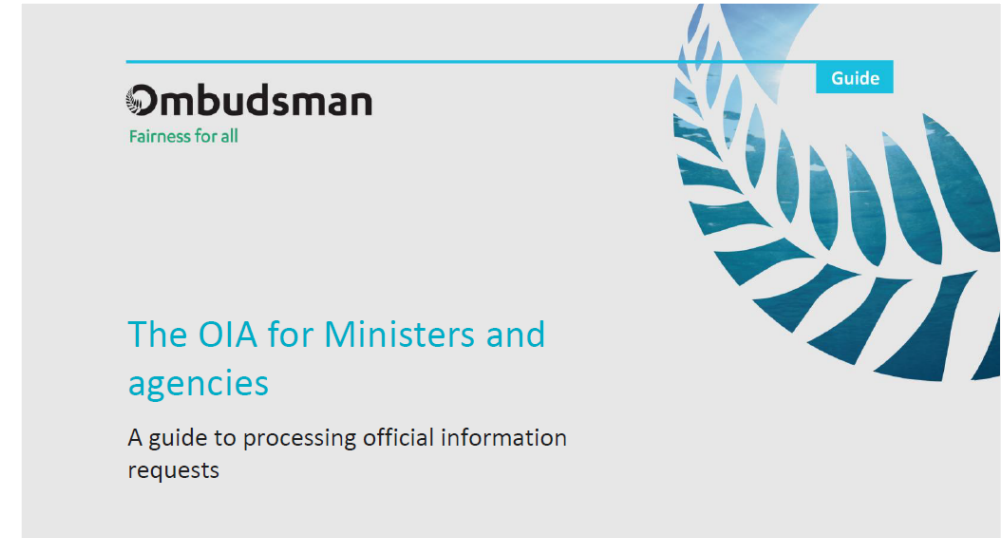 Guide
Ombudsman
Fairness for all
The OIA for Ministers and
agencies
A guide to processing official information
requests